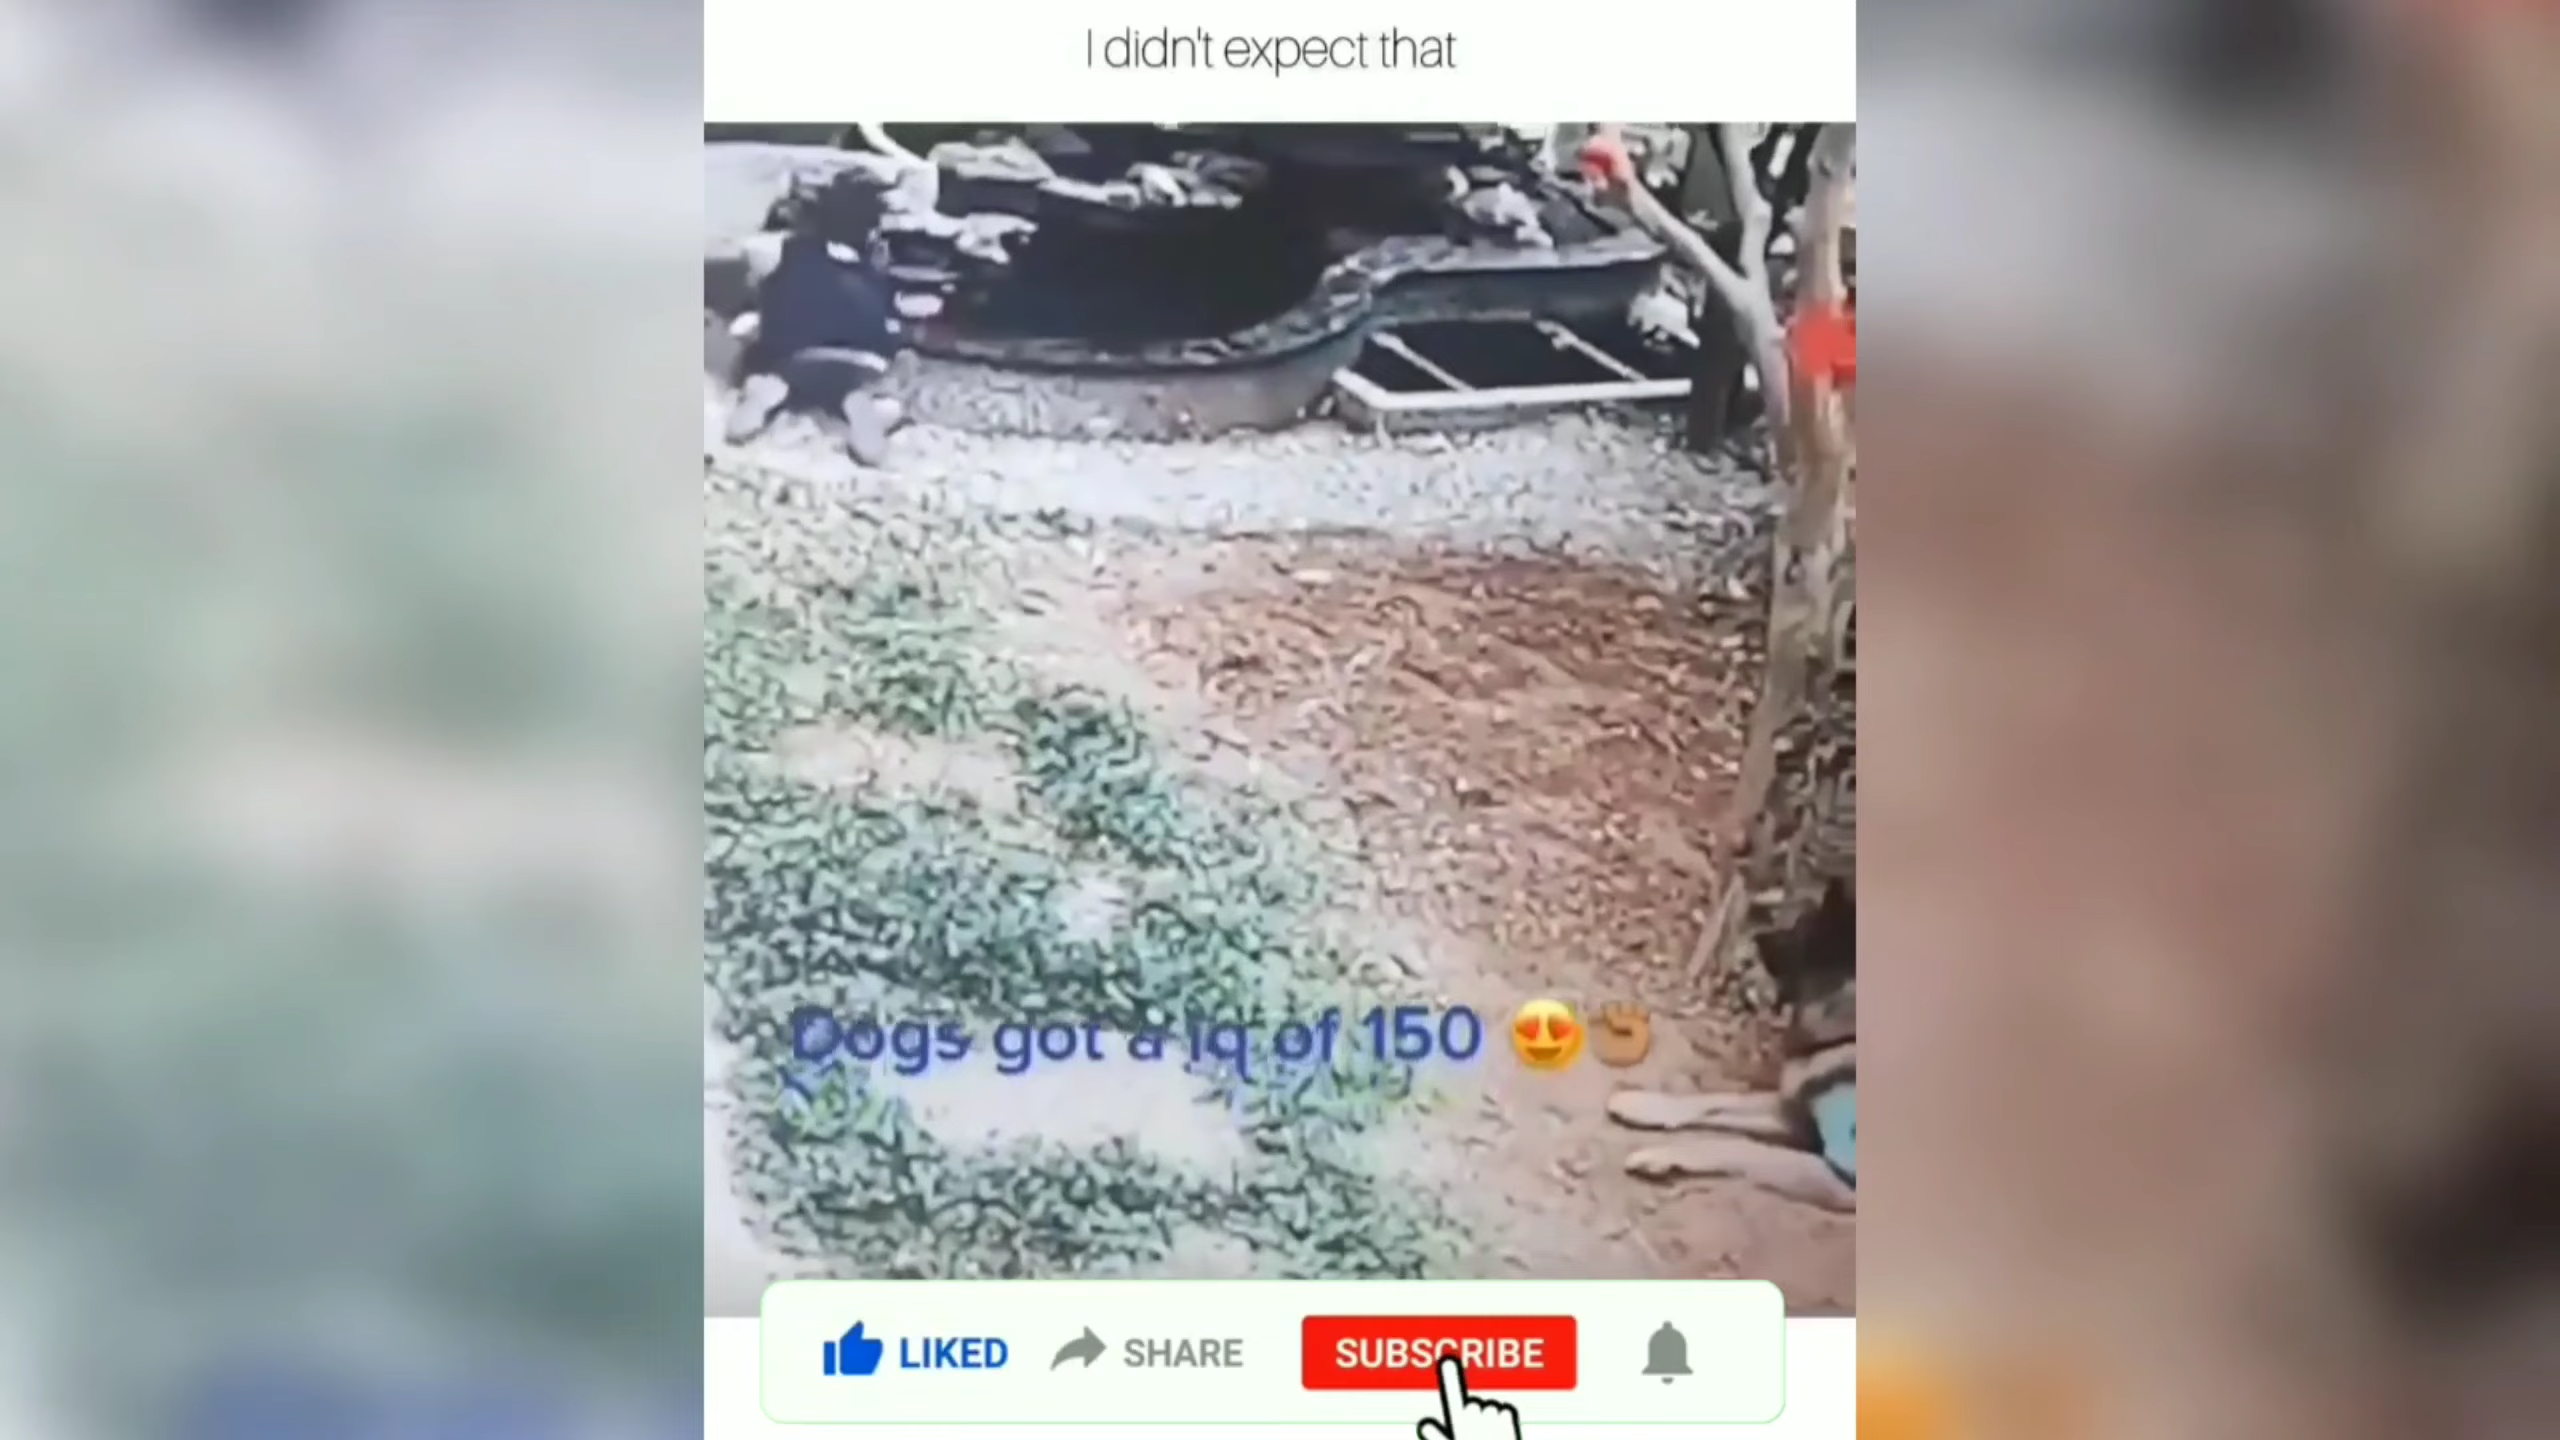 I didn't expect that
Dogs got a iq of 150 😍✊🏽
LIKED SHARE SUBSCRIBE